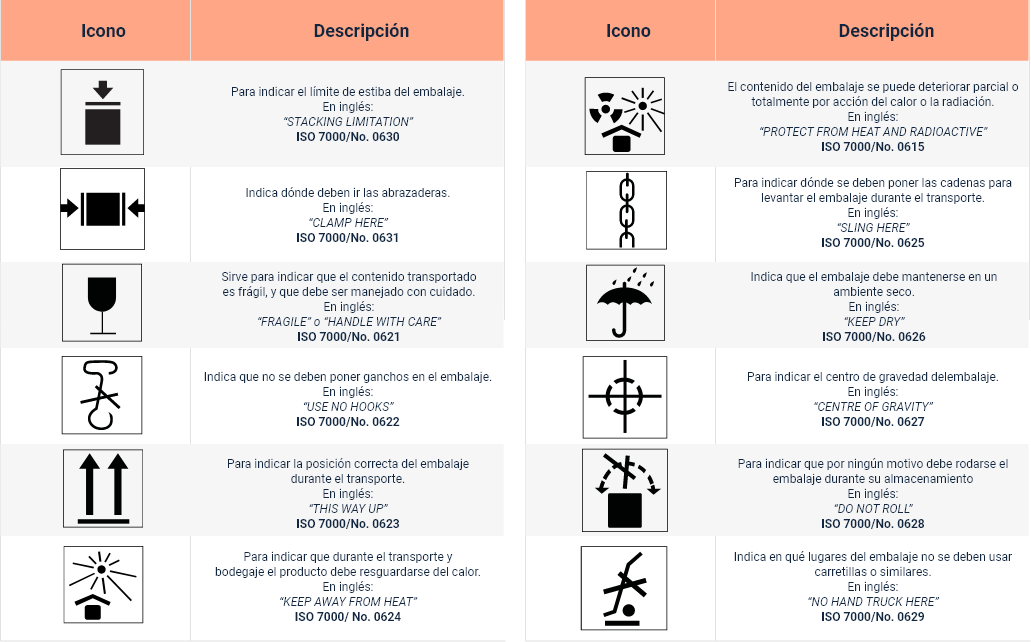 Icono
Descripción
Para indicar el límite de estiba del embalaje.
En inglés:
“STACKING LIMITATION”
ISO 7000/No. 0630
Indica dónde deben ir las abrazaderas.
En inglés:
“CLAMP HERE”
ISO 7000/No. 0631
Sirve para indicar que el contenido transportado
es frágil, y que debe ser manejado con cuidado.
En inglés:
“FRAGILE” o “HANDLE WITH CARE”
ISO 7000/No. 0621
Indica que no se deben poner ganchos en el embalaje.
En inglés:
“USE NO HOOKS”
ISO 7000/No. 0622
Para indicar la posición correcta del embalaje
durante el transporte.
En inglés:
“THIS WAY UP”
ISO 7000/No. 0623
Para indicar que durante el transporte y
bodegaje el producto debe resguardarse del calor.
En inglés:
“KEEP AWAY FROM HEAT”
ISO 7000/ No. 0624
Icono
Descripción
El contenido del embalaje se puede deteriorar parcial o
totalmente por acción del calor o la radiación.
En inglés:
“PROTECT FROM HEAT AND RADIOACTIVE”
ISO 7000/No. 0615
Para indicar dónde se deben poner las cadenas para
levantar el embalaje durante el transporte.
En inglés:
“SLING HERE”
ISO 7000/No. 0625
Indica que el embalaje debe mantenerse en un
ambiente seco.
En inglés:
“KEEP DRY”
ISO 7000/No. 0626
Para indicar el centro de gravedad delembalaje.
En inglés:
“CENTRE OF GRAVITY”
ISO 7000/No. 0627
Para indicar que por ningún motivo debe rodarse el
embalaje durante su almacenamiento
En inglés:
“DO NOT ROLL”
ISO 7000/No. 0628
Indica en qué lugares del embalaje no se deben usar
carretillas o similares.
En inglés:
“NO HAND TRUCK HERE”
ISO 7000/No. 0629